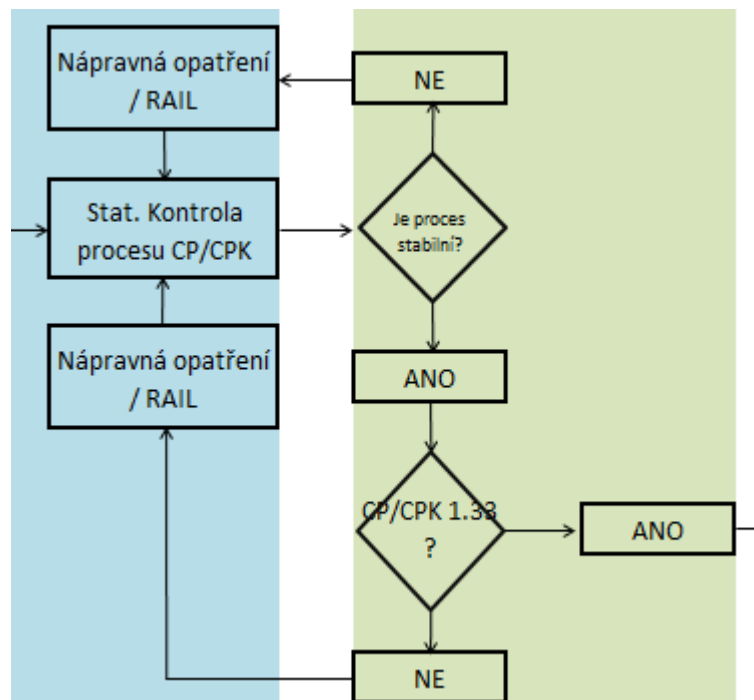 Nápravná opatření
/ RAIL
NE
Stat. Kontrola
procesu CP/CPK
Je proces
stabilní?
Nápravná opatření
/ RAIL
ANO
CP/CPK 1.33
?
ANO
NE